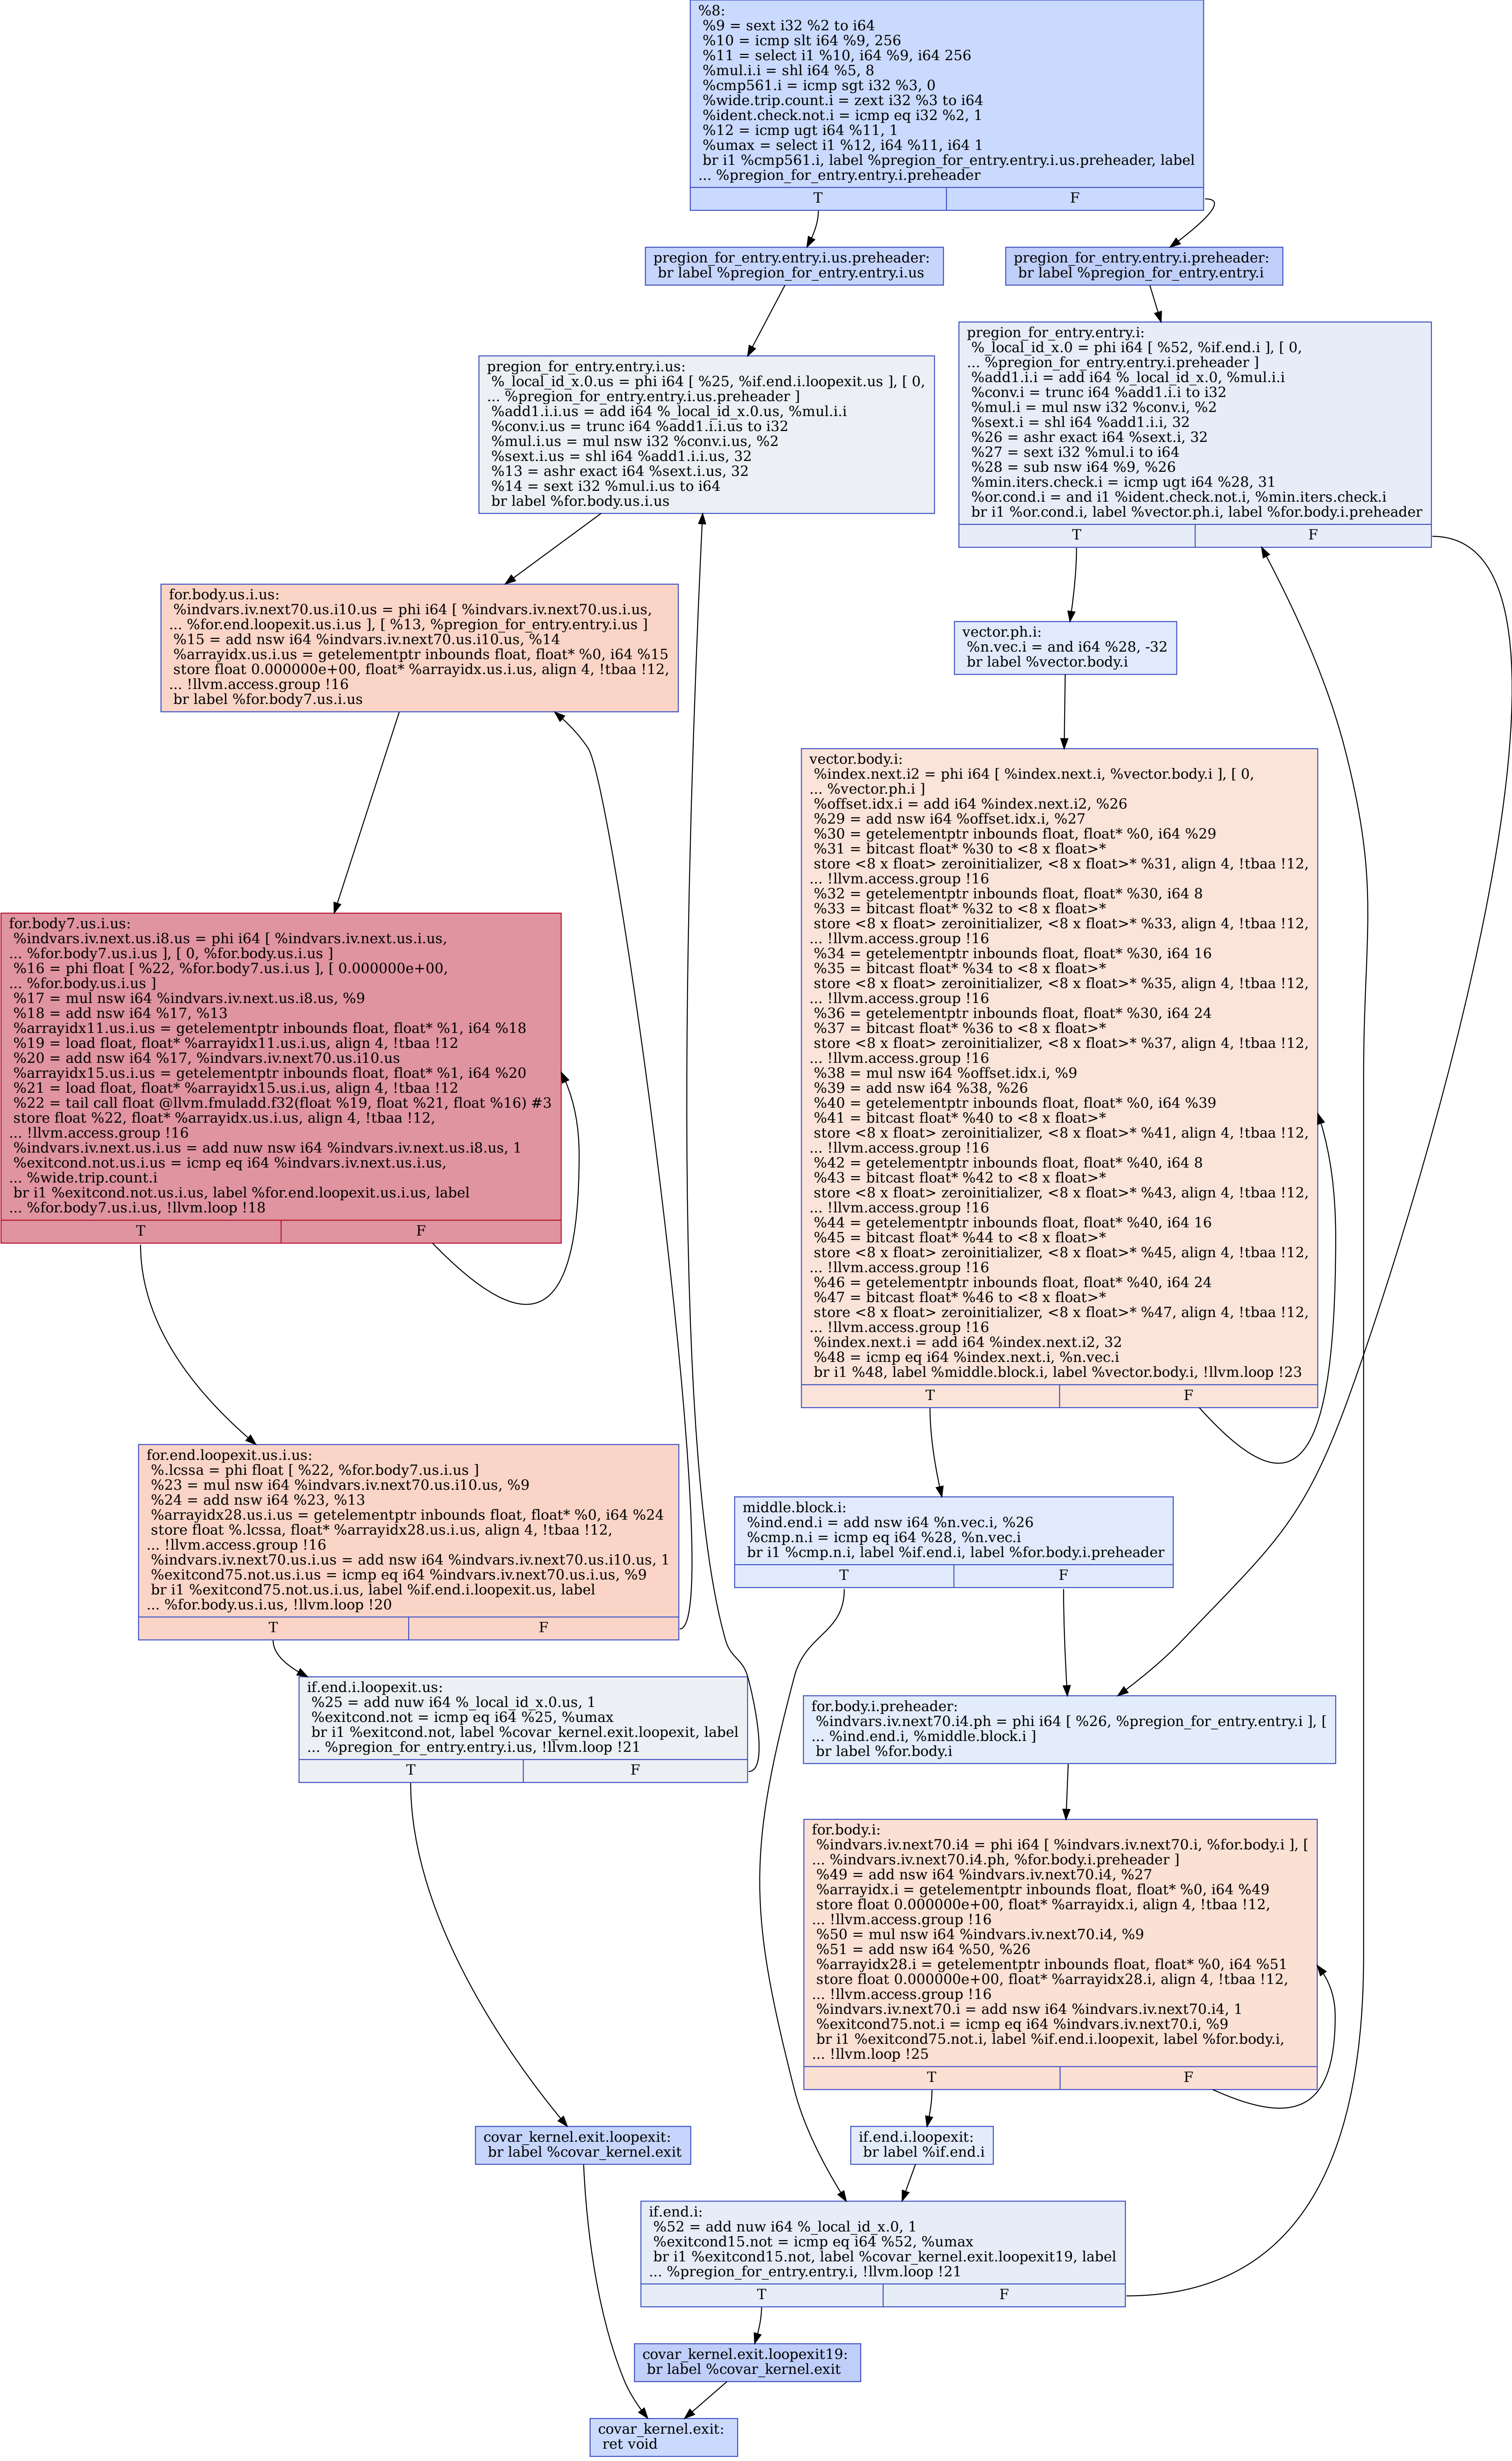 %8:
%9 = sext i32 %2 to i64
%10 = icmp slt i64 %9, 256
%11 = select i1 %10, i64 %9, i64 256
%mul.i.i = shl i64 %5, 8
%cmp561.i = icmp sgt i32 %3, 0
%wide.trip.count.i = zext i32 %3 to i64
%ident.check.not.i = icmp eq i32 %2, 1
%12 = icmp ugt i64 %11, 1
%umax = select i1 %12, i64 %11, i64 1
br i1 %cmp561.i, label %pregion_for_entry.entry.i.us.preheader, label
... %pregion_for_entry.entry.i.preheader
T F
pregion_for_entry.entry.i.us.preheader:
br label %pregion_for_entry.entry.i.us
pregion_for_entry.entry.i.preheader:
br label %pregion_for_entry.entry.i
pregion_for_entry.entry.i.us:
%_local_id_x.0.us = phi i64 [ %25, %if.end.i.loopexit.us ], [ 0,
... %pregion_for_entry.entry.i.us.preheader ]
%add1.i.i.us = add i64 %_local_id_x.0.us, %mul.i.i
%conv.i.us = trunc i64 %add1.i.i.us to i32
%mul.i.us = mul nsw i32 %conv.i.us, %2
%sext.i.us = shl i64 %add1.i.i.us, 32
%13 = ashr exact i64 %sext.i.us, 32
%14 = sext i32 %mul.i.us to i64
br label %for.body.us.i.us
pregion_for_entry.entry.i:
%_local_id_x.0 = phi i64 [ %52, %if.end.i ], [ 0,
... %pregion_for_entry.entry.i.preheader ]
%add1.i.i = add i64 %_local_id_x.0, %mul.i.i
%conv.i = trunc i64 %add1.i.i to i32
%mul.i = mul nsw i32 %conv.i, %2
%sext.i = shl i64 %add1.i.i, 32
%26 = ashr exact i64 %sext.i, 32
%27 = sext i32 %mul.i to i64
%28 = sub nsw i64 %9, %26
%min.iters.check.i = icmp ugt i64 %28, 31
%or.cond.i = and i1 %ident.check.not.i, %min.iters.check.i
br i1 %or.cond.i, label %vector.ph.i, label %for.body.i.preheader
T F
for.body.us.i.us:
%indvars.iv.next70.us.i10.us = phi i64 [ %indvars.iv.next70.us.i.us,
... %for.end.loopexit.us.i.us ], [ %13, %pregion_for_entry.entry.i.us ]
%15 = add nsw i64 %indvars.iv.next70.us.i10.us, %14
%arrayidx.us.i.us = getelementptr inbounds float, float* %0, i64 %15
store float 0.000000e+00, float* %arrayidx.us.i.us, align 4, !tbaa !12,
... !llvm.access.group !16
br label %for.body7.us.i.us
vector.ph.i:
%n.vec.i = and i64 %28, -32
br label %vector.body.i
vector.body.i:
%index.next.i2 = phi i64 [ %index.next.i, %vector.body.i ], [ 0,
... %vector.ph.i ]
%offset.idx.i = add i64 %index.next.i2, %26
%29 = add nsw i64 %offset.idx.i, %27
%30 = getelementptr inbounds float, float* %0, i64 %29
%31 = bitcast float* %30 to <8 x float>*
store <8 x float> zeroinitializer, <8 x float>* %31, align 4, !tbaa !12,
... !llvm.access.group !16
%32 = getelementptr inbounds float, float* %30, i64 8
%33 = bitcast float* %32 to <8 x float>*
store <8 x float> zeroinitializer, <8 x float>* %33, align 4, !tbaa !12,
... !llvm.access.group !16
%34 = getelementptr inbounds float, float* %30, i64 16
%35 = bitcast float* %34 to <8 x float>*
store <8 x float> zeroinitializer, <8 x float>* %35, align 4, !tbaa !12,
... !llvm.access.group !16
%36 = getelementptr inbounds float, float* %30, i64 24
%37 = bitcast float* %36 to <8 x float>*
store <8 x float> zeroinitializer, <8 x float>* %37, align 4, !tbaa !12,
... !llvm.access.group !16
%38 = mul nsw i64 %offset.idx.i, %9
%39 = add nsw i64 %38, %26
%40 = getelementptr inbounds float, float* %0, i64 %39
%41 = bitcast float* %40 to <8 x float>*
store <8 x float> zeroinitializer, <8 x float>* %41, align 4, !tbaa !12,
... !llvm.access.group !16
%42 = getelementptr inbounds float, float* %40, i64 8
%43 = bitcast float* %42 to <8 x float>*
store <8 x float> zeroinitializer, <8 x float>* %43, align 4, !tbaa !12,
... !llvm.access.group !16
%44 = getelementptr inbounds float, float* %40, i64 16
%45 = bitcast float* %44 to <8 x float>*
store <8 x float> zeroinitializer, <8 x float>* %45, align 4, !tbaa !12,
... !llvm.access.group !16
%46 = getelementptr inbounds float, float* %40, i64 24
%47 = bitcast float* %46 to <8 x float>*
store <8 x float> zeroinitializer, <8 x float>* %47, align 4, !tbaa !12,
... !llvm.access.group !16
%index.next.i = add i64 %index.next.i2, 32
%48 = icmp eq i64 %index.next.i, %n.vec.i
br i1 %48, label %middle.block.i, label %vector.body.i, !llvm.loop !23
T F
for.body7.us.i.us:
%indvars.iv.next.us.i8.us = phi i64 [ %indvars.iv.next.us.i.us,
... %for.body7.us.i.us ], [ 0, %for.body.us.i.us ]
%16 = phi float [ %22, %for.body7.us.i.us ], [ 0.000000e+00,
... %for.body.us.i.us ]
%17 = mul nsw i64 %indvars.iv.next.us.i8.us, %9
%18 = add nsw i64 %17, %13
%arrayidx11.us.i.us = getelementptr inbounds float, float* %1, i64 %18
%19 = load float, float* %arrayidx11.us.i.us, align 4, !tbaa !12
%20 = add nsw i64 %17, %indvars.iv.next70.us.i10.us
%arrayidx15.us.i.us = getelementptr inbounds float, float* %1, i64 %20
%21 = load float, float* %arrayidx15.us.i.us, align 4, !tbaa !12
%22 = tail call float @llvm.fmuladd.f32(float %19, float %21, float %16) #3
store float %22, float* %arrayidx.us.i.us, align 4, !tbaa !12,
... !llvm.access.group !16
%indvars.iv.next.us.i.us = add nuw nsw i64 %indvars.iv.next.us.i8.us, 1
%exitcond.not.us.i.us = icmp eq i64 %indvars.iv.next.us.i.us,
... %wide.trip.count.i
br i1 %exitcond.not.us.i.us, label %for.end.loopexit.us.i.us, label
... %for.body7.us.i.us, !llvm.loop !18
T F
for.end.loopexit.us.i.us:
%.lcssa = phi float [ %22, %for.body7.us.i.us ]
%23 = mul nsw i64 %indvars.iv.next70.us.i10.us, %9
%24 = add nsw i64 %23, %13
%arrayidx28.us.i.us = getelementptr inbounds float, float* %0, i64 %24
store float %.lcssa, float* %arrayidx28.us.i.us, align 4, !tbaa !12,
... !llvm.access.group !16
%indvars.iv.next70.us.i.us = add nsw i64 %indvars.iv.next70.us.i10.us, 1
%exitcond75.not.us.i.us = icmp eq i64 %indvars.iv.next70.us.i.us, %9
br i1 %exitcond75.not.us.i.us, label %if.end.i.loopexit.us, label
... %for.body.us.i.us, !llvm.loop !20
T F
middle.block.i:
%ind.end.i = add nsw i64 %n.vec.i, %26
%cmp.n.i = icmp eq i64 %28, %n.vec.i
br i1 %cmp.n.i, label %if.end.i, label %for.body.i.preheader
T F
if.end.i.loopexit.us:
%25 = add nuw i64 %_local_id_x.0.us, 1
%exitcond.not = icmp eq i64 %25, %umax
br i1 %exitcond.not, label %covar_kernel.exit.loopexit, label
... %pregion_for_entry.entry.i.us, !llvm.loop !21
T F
for.body.i.preheader:
%indvars.iv.next70.i4.ph = phi i64 [ %26, %pregion_for_entry.entry.i ], [
... %ind.end.i, %middle.block.i ]
br label %for.body.i
for.body.i:
%indvars.iv.next70.i4 = phi i64 [ %indvars.iv.next70.i, %for.body.i ], [
... %indvars.iv.next70.i4.ph, %for.body.i.preheader ]
%49 = add nsw i64 %indvars.iv.next70.i4, %27
%arrayidx.i = getelementptr inbounds float, float* %0, i64 %49
store float 0.000000e+00, float* %arrayidx.i, align 4, !tbaa !12,
... !llvm.access.group !16
%50 = mul nsw i64 %indvars.iv.next70.i4, %9
%51 = add nsw i64 %50, %26
%arrayidx28.i = getelementptr inbounds float, float* %0, i64 %51
store float 0.000000e+00, float* %arrayidx28.i, align 4, !tbaa !12,
... !llvm.access.group !16
%indvars.iv.next70.i = add nsw i64 %indvars.iv.next70.i4, 1
%exitcond75.not.i = icmp eq i64 %indvars.iv.next70.i, %9
br i1 %exitcond75.not.i, label %if.end.i.loopexit, label %for.body.i,
... !llvm.loop !25
T F
covar_kernel.exit.loopexit:
br label %covar_kernel.exit
if.end.i.loopexit:
br label %if.end.i
if.end.i:
%52 = add nuw i64 %_local_id_x.0, 1
%exitcond15.not = icmp eq i64 %52, %umax
br i1 %exitcond15.not, label %covar_kernel.exit.loopexit19, label
... %pregion_for_entry.entry.i, !llvm.loop !21
T F
covar_kernel.exit.loopexit19:
br label %covar_kernel.exit
covar_kernel.exit:
ret void